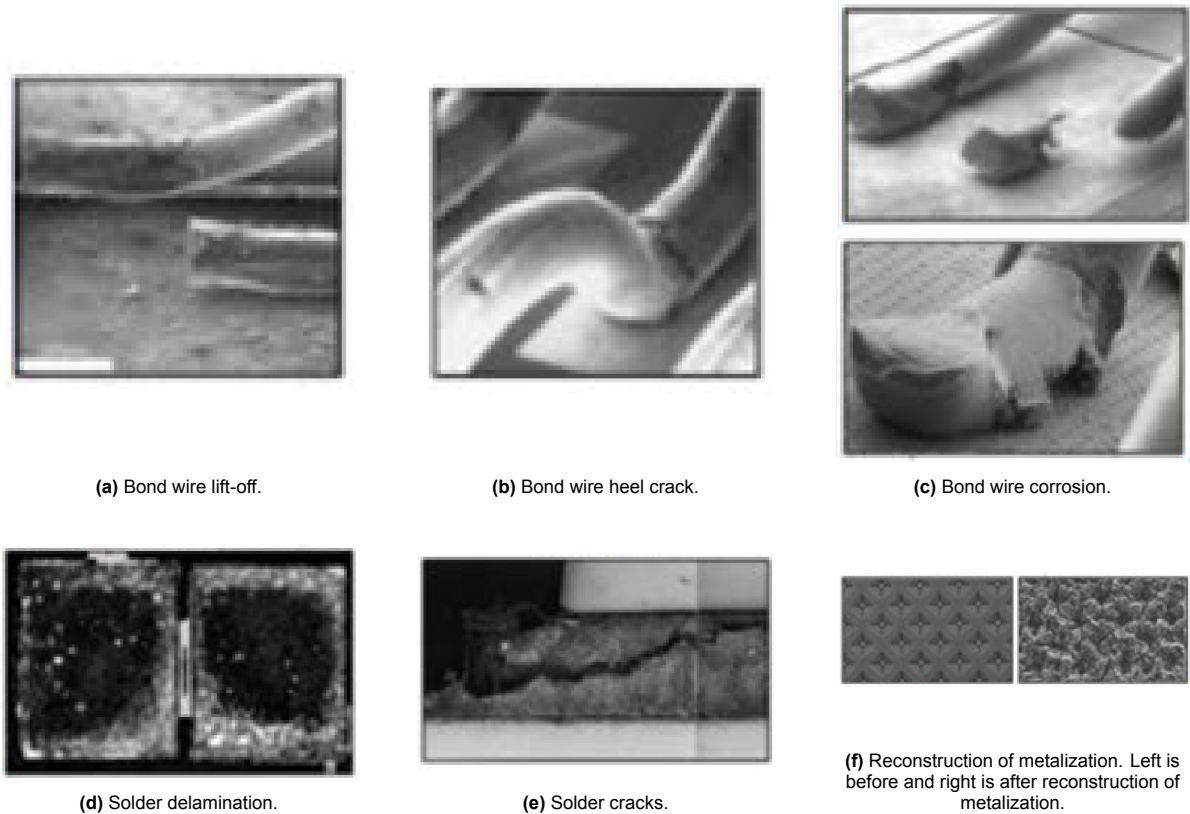 (a) Bond wire lift-off.
(b) Bond wire heel crack.
(c) Bond wire corrosion.
(d) Solder delamination.
(e) Solder cracks.
(f) Reconstruction of metalization. Left is
before and right is after reconstruction of
metalization.